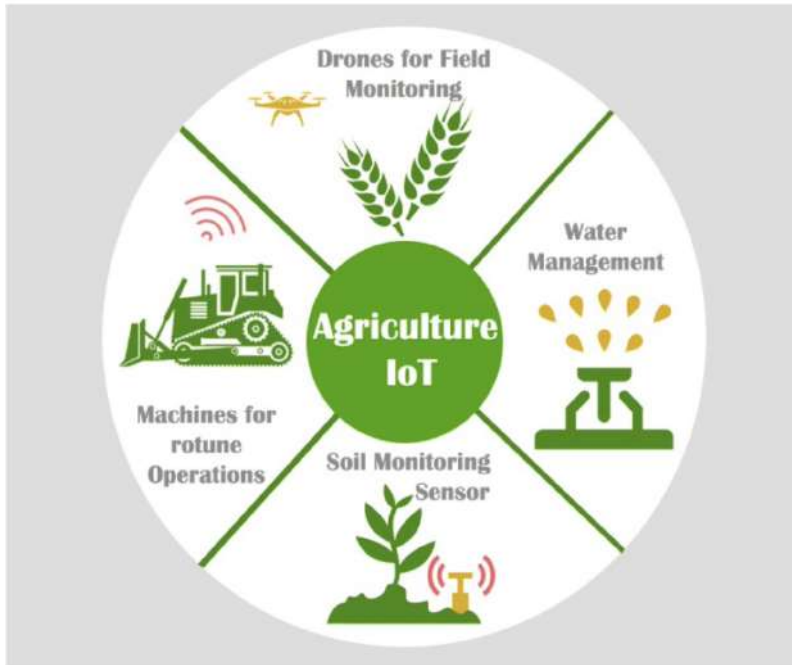 Drones for Field
Monitoring
Water
Management
Agriculture
IoT
Machines for
rotune
Operations
Soil Monitoring
Sensor